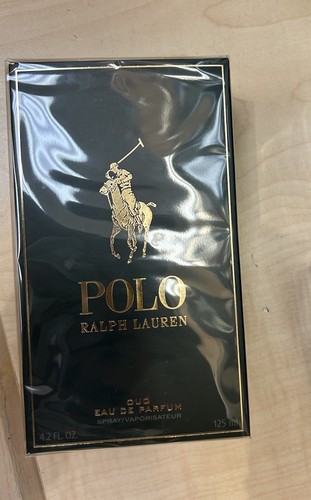 POLO
RALPH LAUREN
OUD
EAU DE PARFUM
SPRAY/VAPORISATEUR
4.2 FL. OZ.
125 ml